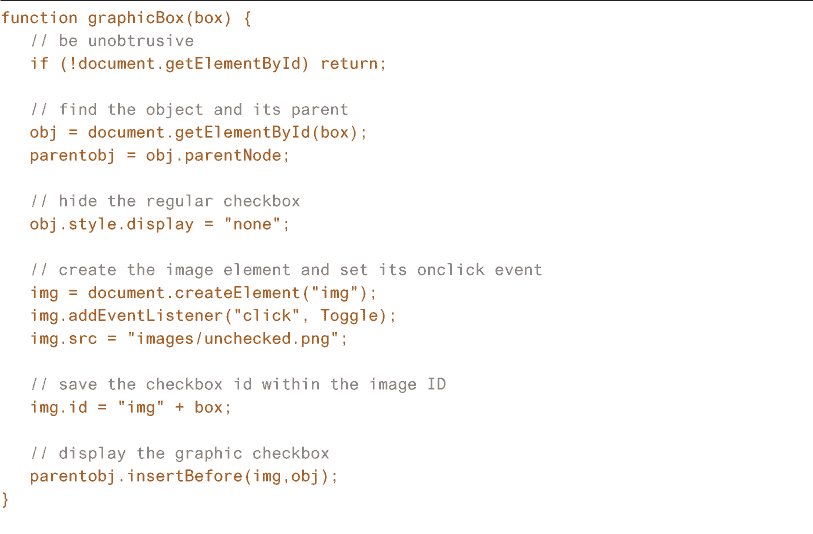 function graphicBox(box) {
// be unobtrusive
if (!document.getElementById) return;
// find the object and its parent
obj = document.getElementById(box);
parentobj = obj.parentNode;
// hide the regular checkbox
obj.style.display = "none";
// create the image element and set its onclick event
img = document.createElement("img");
img.addEventListener("click", Toggle);
img.src = "images/unchecked.png";
// save the checkbox id within the image ID
img.id = "img" + box;
// display the graphic checkbox
parentobj.insertBefore(img,obj);
}